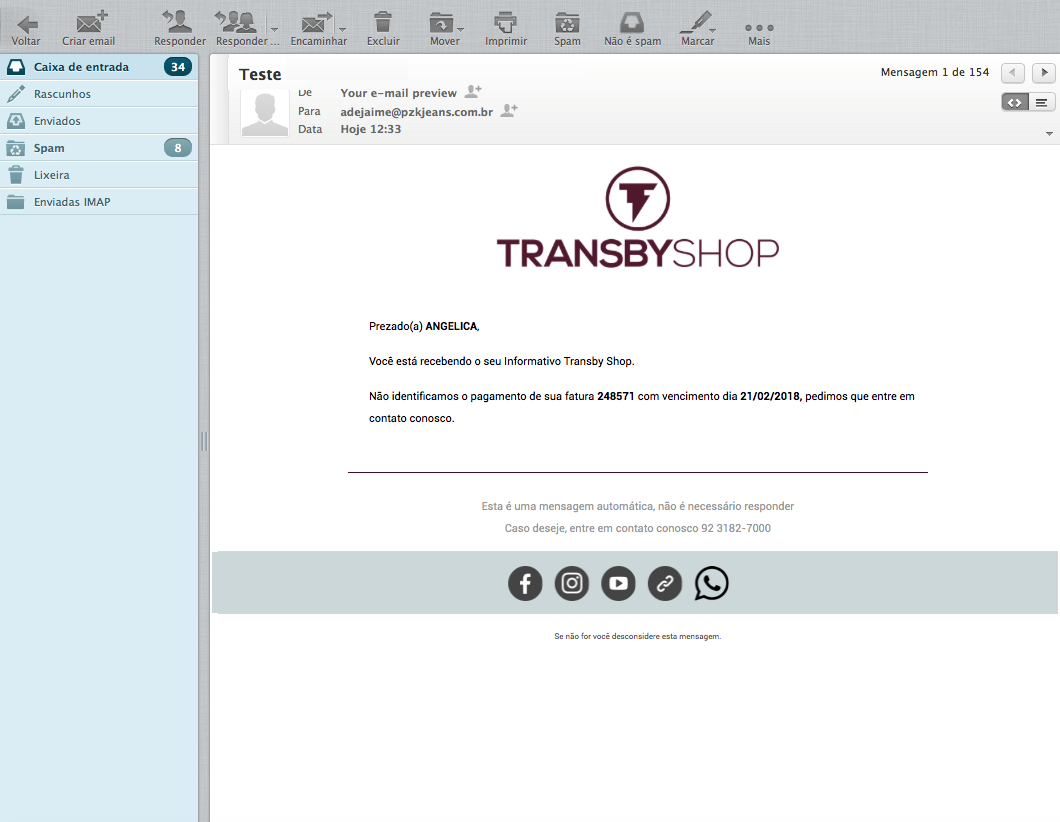 Voltar
Criar email
Responder
Responder ...
Encaminhar
Excluir
Mover
Imprimir
Spam
Não é spam
Marcar
Mais
Caixa de entrada 34
Rascunhos
Enviados
Spam 8
Lixeira
Enviadas IMAP
Teste
Mensagem 1 de 154
De Your e-mail preview
Para adejaime@pzkjeans.com.br
Data Hoje 12:33
TRANSBYSHOP
Prezado(a) ANGELICA,
Você está recebendo o seu Informativo Transby Shop.
Não identificamos o pagamento de sua fatura 248571 com vencimento dia 21/02/2018, pedimos que entre em
contato conosco.
Esta é uma mensagem automática, não é necessário responder
Caso deseje, entre em contato conosco 92 3182-7000
Se não for você desconsidere esta mensagem.